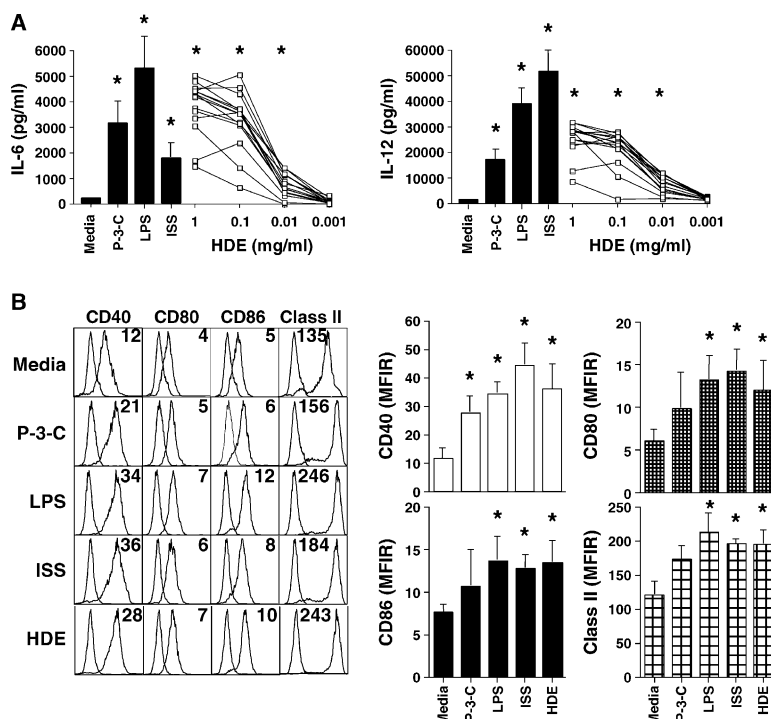 A
IL-6 (pg/ml)
6000
5000
4000
3000
2000
1000
0
* * * * * *
Media
P-3-C
LPS
ISS
1 0.1 0.01 0.001
HDE (mg/ml)
IL-12 (pg/ml)
60000
50000
40000
30000
20000
10000
0
* * * * * *
Media
P-3-C
LPS
ISS
1 0.1 0.01 0.001
HDE (mg/ml)
B
CD40 CD80 CD86 Class II
Media 12 4 5 135
P-3-C 21 5 6 156
LPS 34 7 12 246
ISS 36 6 8 184
HDE 28 7 10 243
CD40 (MFIR)
60
50
40
30
20
10
0
* * * *
CD80 (MFIR)
20
15
10
5
0
* * *
CD86 (MFIR)
20
15
10
5
0
* * *
Media
P-3-C
LPS
ISS
HDE
Class II (MFIR)
250
200
150
100
50
0
* * *
Media
P-3-C
LPS
ISS
HDE